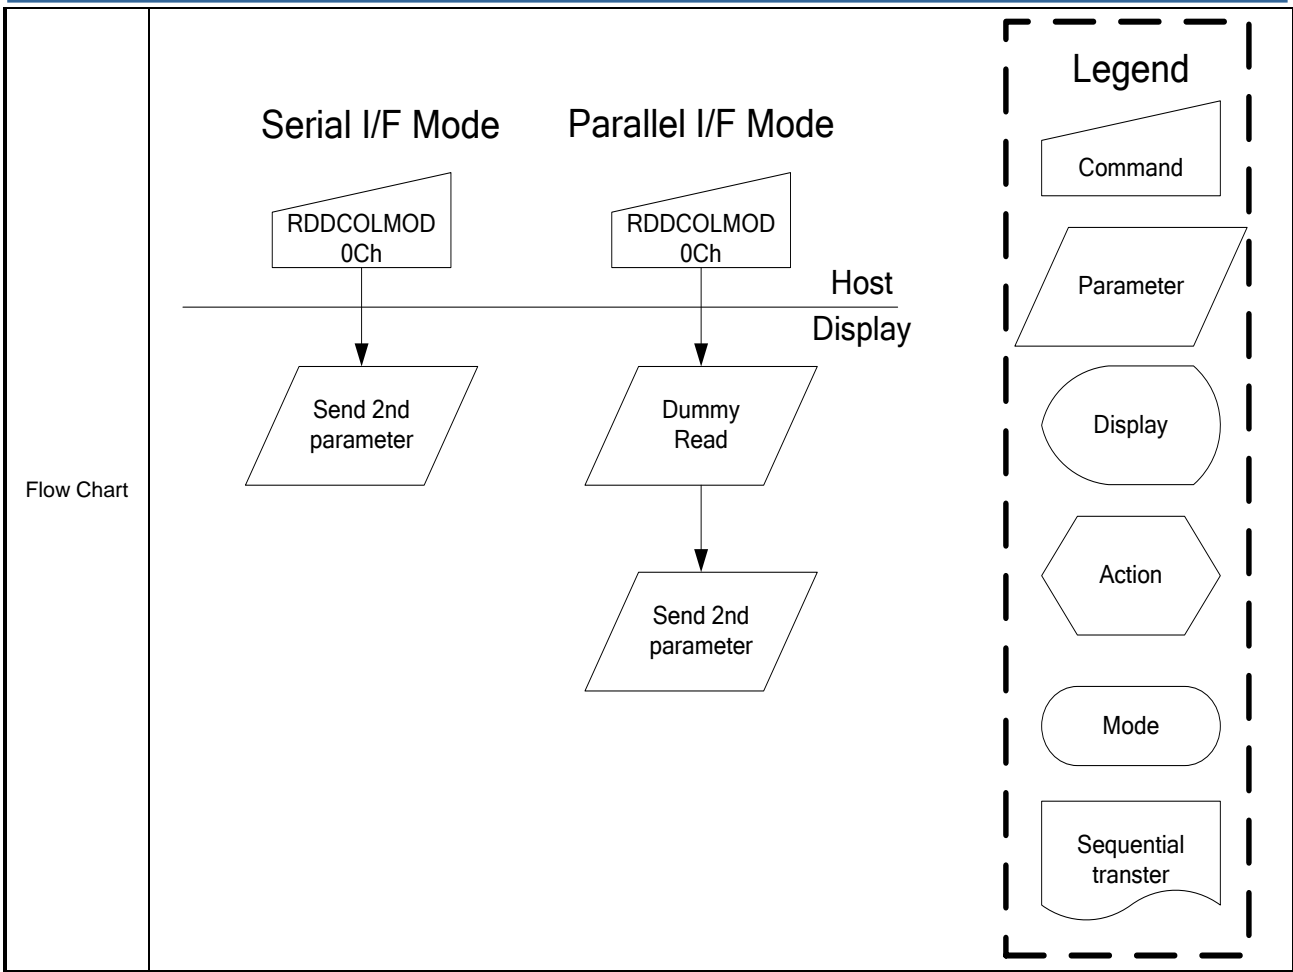 Flow Chart
Serial I/F Mode
RDDCOLMOD
0Ch
Send 2nd
parameter
Parallel I/F Mode
RDDCOLMOD
0Ch
Host
Display
Dummy
Read
Send 2nd
parameter
Legend
Command
Parameter
Display
Action
Mode
Sequential
transter